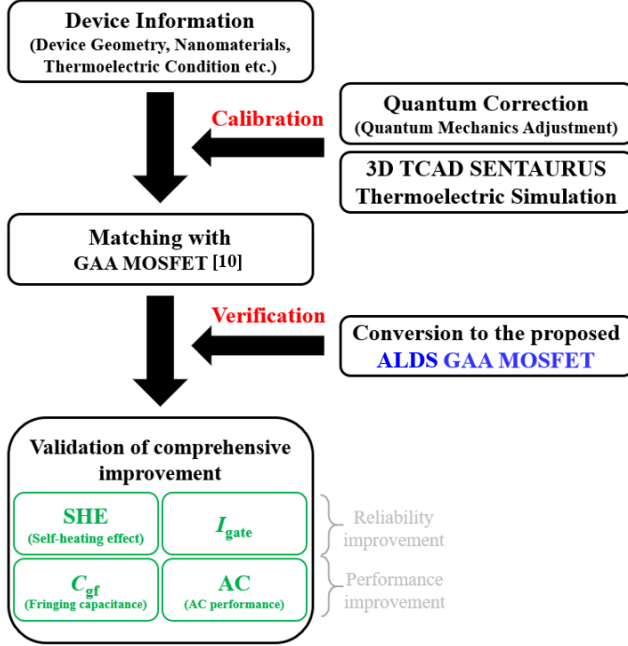 Device Information
(Device Geometry, Nanomaterials,
Thermoelectric Condition etc.)
Calibration
Quantum Correction
(Quantum Mechanics Adjustment)
3D TCAD SENTAURUS
Thermoelectric Simulation
Matching with
GAA MOSFET [10]
Verification
Conversion to the proposed
ALDS GAA MOSFET
Validation of comprehensive
improvement
SHE
(Self-heating effect)
Igate
Reliability
improvement
Cgf
(Fringing capacitance)
AC
(AC performance)
Performance
improvement